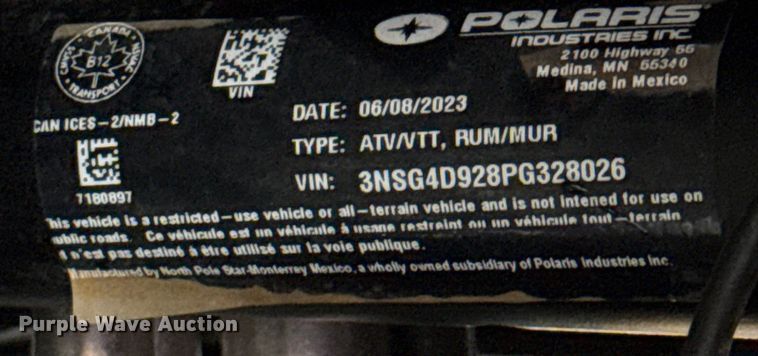 CANADA
CMVSS B12 NSVAC
TRANSPORT
POLARIS
INDUSTRIES INC.
2100 Highway 55
Medina, MN 55340
Made in Mexico
VIN
CAN ICES-2/NMB-2
DATE: 06/08/2023
TYPE: ATV/VTT, RUM/MUR
VIN: 3NSG4D928PG328026
7180897
This vehicle is a restricted-use vehicle or all-terrain vehicle and is not intened for use on
public roads. Ce véhicule est un véhicule à usage restreint ou un véhicule tout-terrain
n'est pas destiné à être utilisé sur la voie publique.
Manufactured by North Pole Star-Monterrey Mexico, a wholly owned subsidiary of Polaris Industries Inc.
Purple Wave Auction